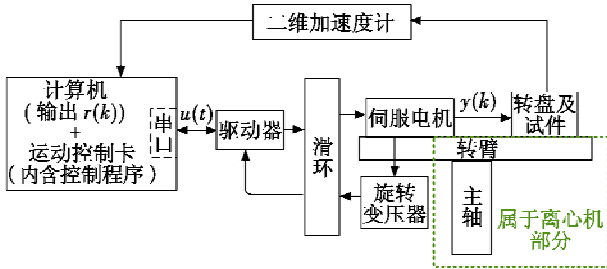 二维加速度计
计算机
(输出r(k))
+
运动控制卡
(内含控制程序)
串口
u(t)
驱动器
滑环
伺服电机
y(k)
转盘及
试件
转臂
旋转
变压器
主轴
属于离心机
部分